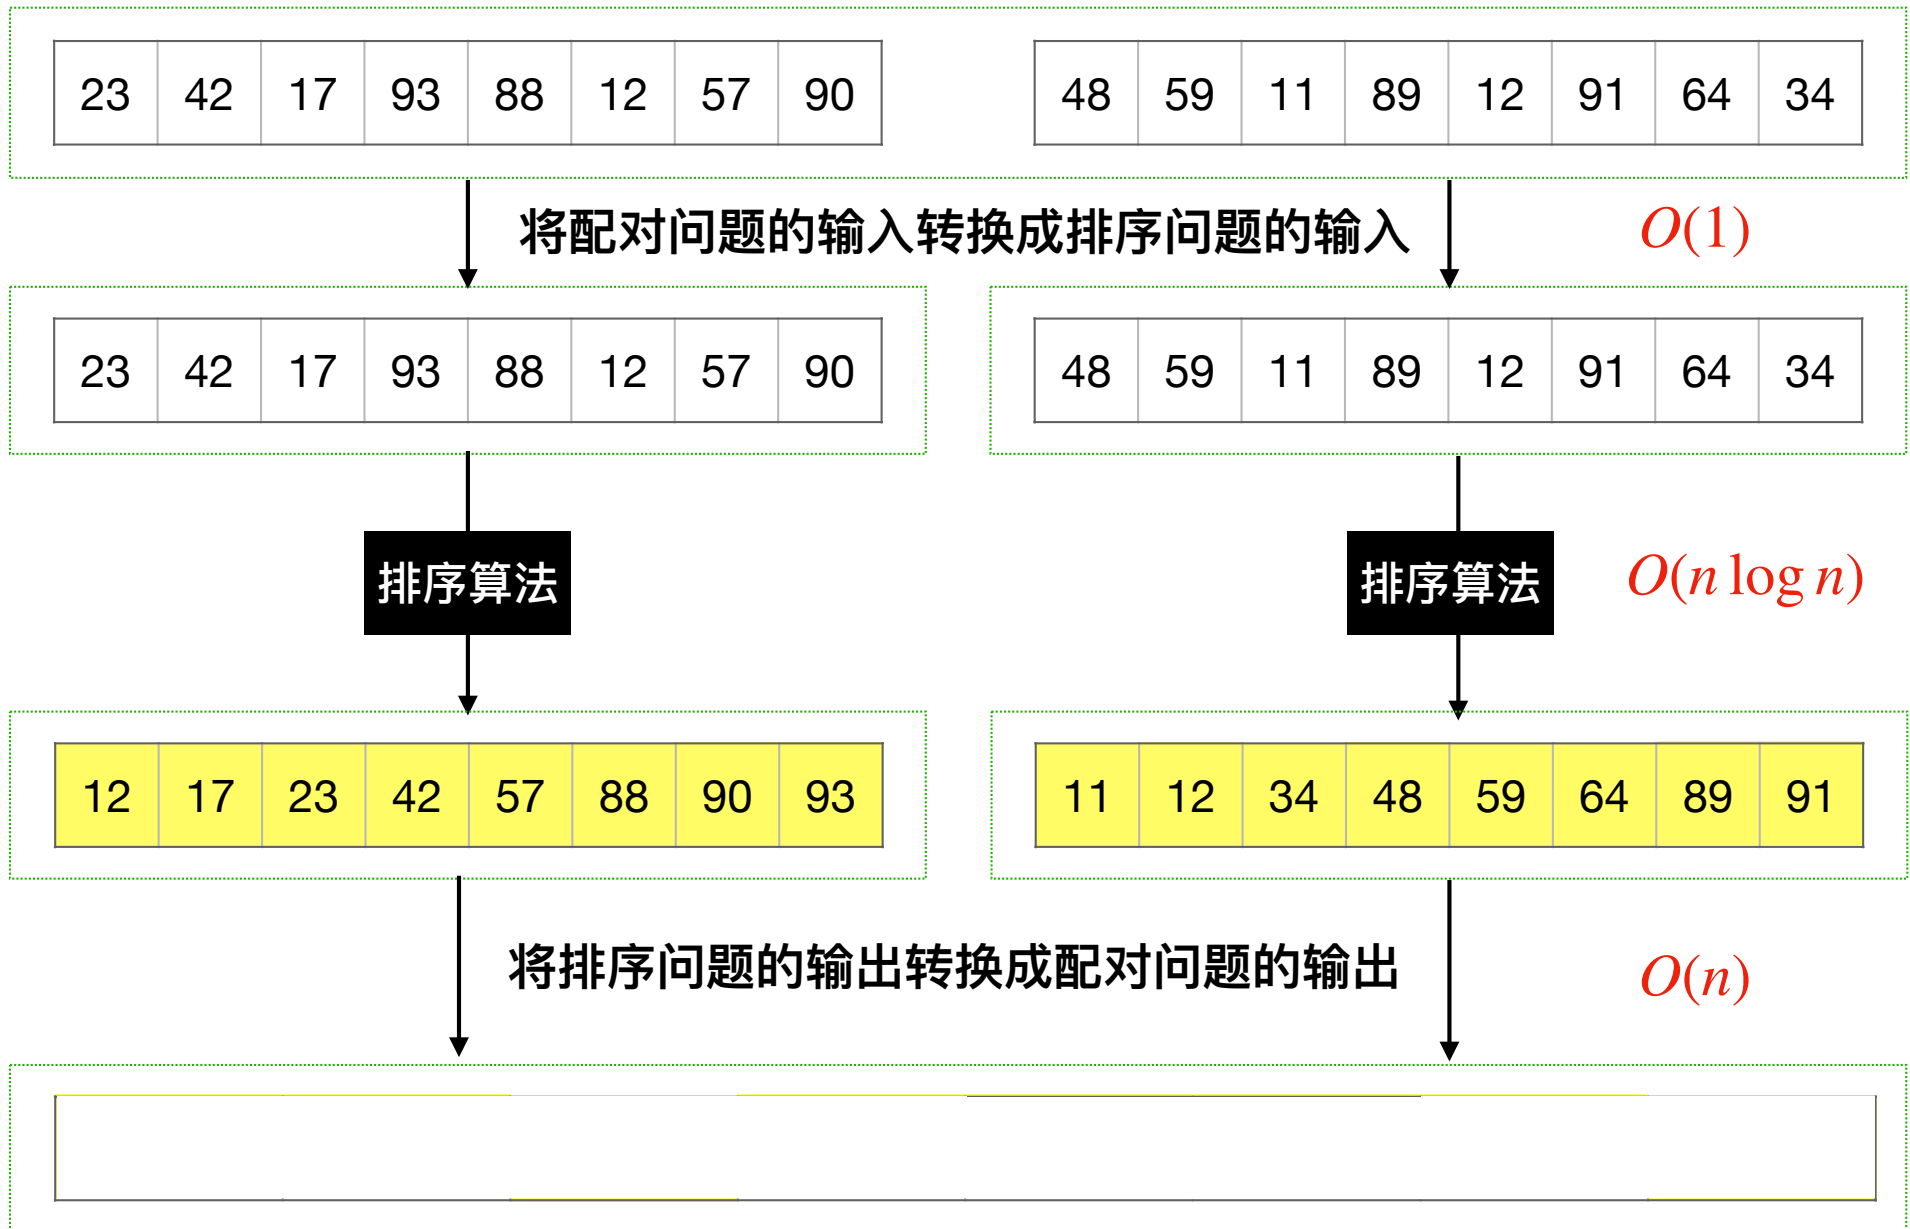 23 42 17 93 88 12 57 90 48 59 11 89 12 91 64 34
将配对问题的输入转换成排序问题的输入 O(1)
23 42 17 93 88 12 57 90 48 59 11 89 12 91 64 34
排序算法 排序算法 O(n log n)
12 17 23 42 57 88 90 93 11 12 34 48 59 64 89 91
将排序问题的输出转换成配对问题的输出 O(n)